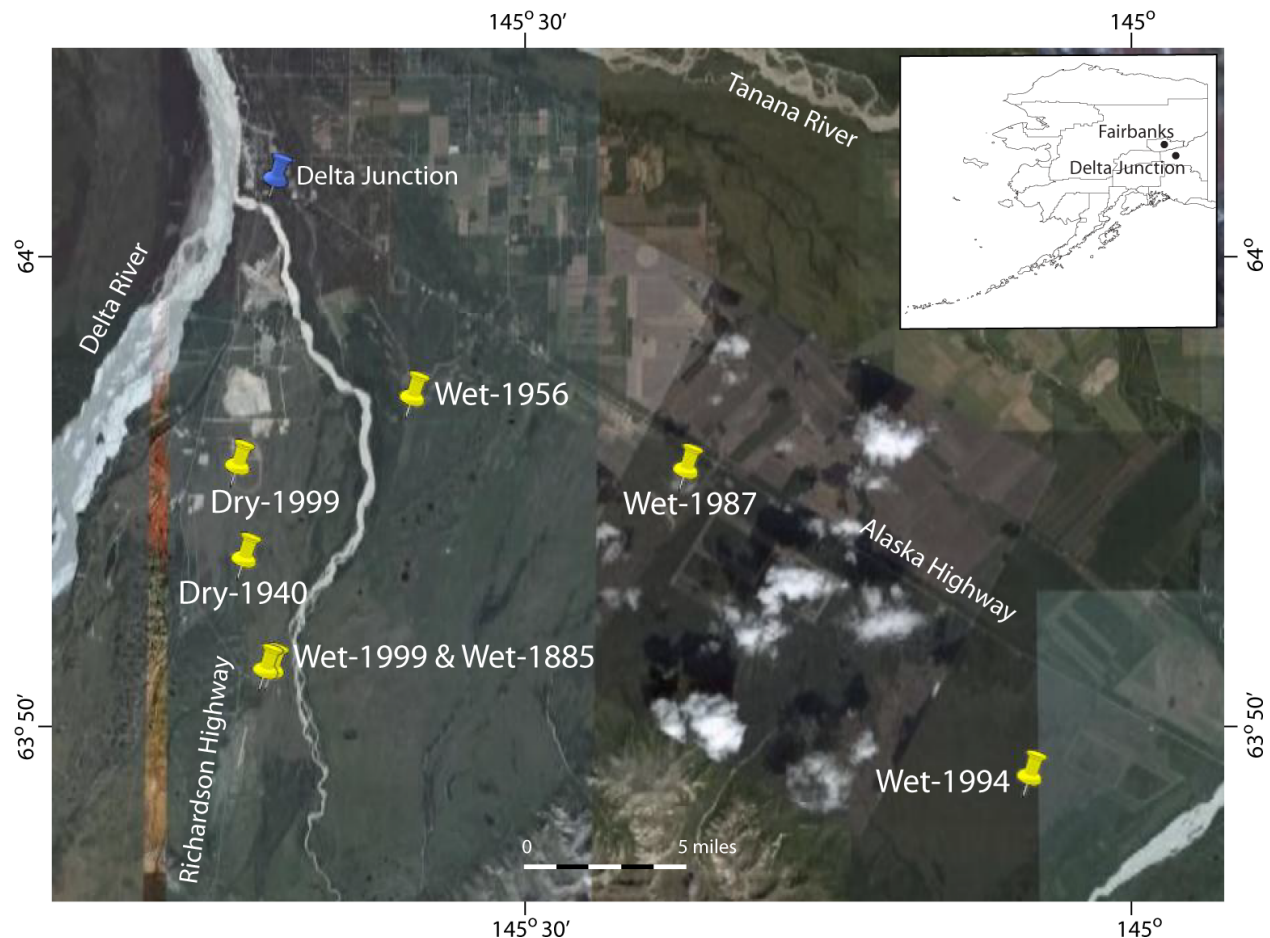 145° 30′
145°
Tanana River
Fairbanks
Delta Junction
Delta Junction
64°
64°
Delta River
Wet-1956
Dry-1999
Wet-1987
Alaska Highway
Dry-1940
Wet-1999 & Wet-1885
Richardson Highway
63° 50′
63° 50′
Wet-1994
0
5 miles
145° 30′
145°